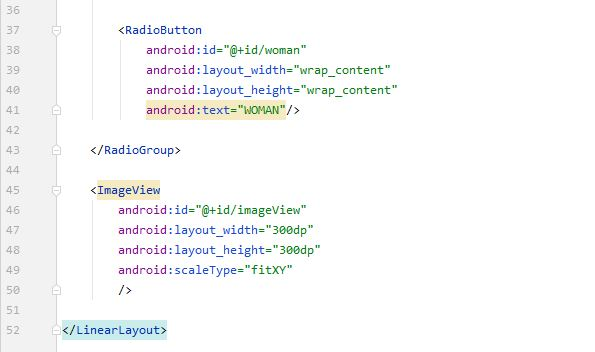 36
37 <RadioButton
38 android:id="@+id/woman"
39 android:layout_width="wrap_content"
40 android:layout_height="wrap_content"
41 android:text="WOMAN"/>
42
43 </RadioGroup>
44
45 <ImageView
46 android:id="@+id/imageView"
47 android:layout_width="300dp"
48 android:layout_height="300dp"
49 android:scaleType="fitXY"
50 />
51
52 </LinearLayout>